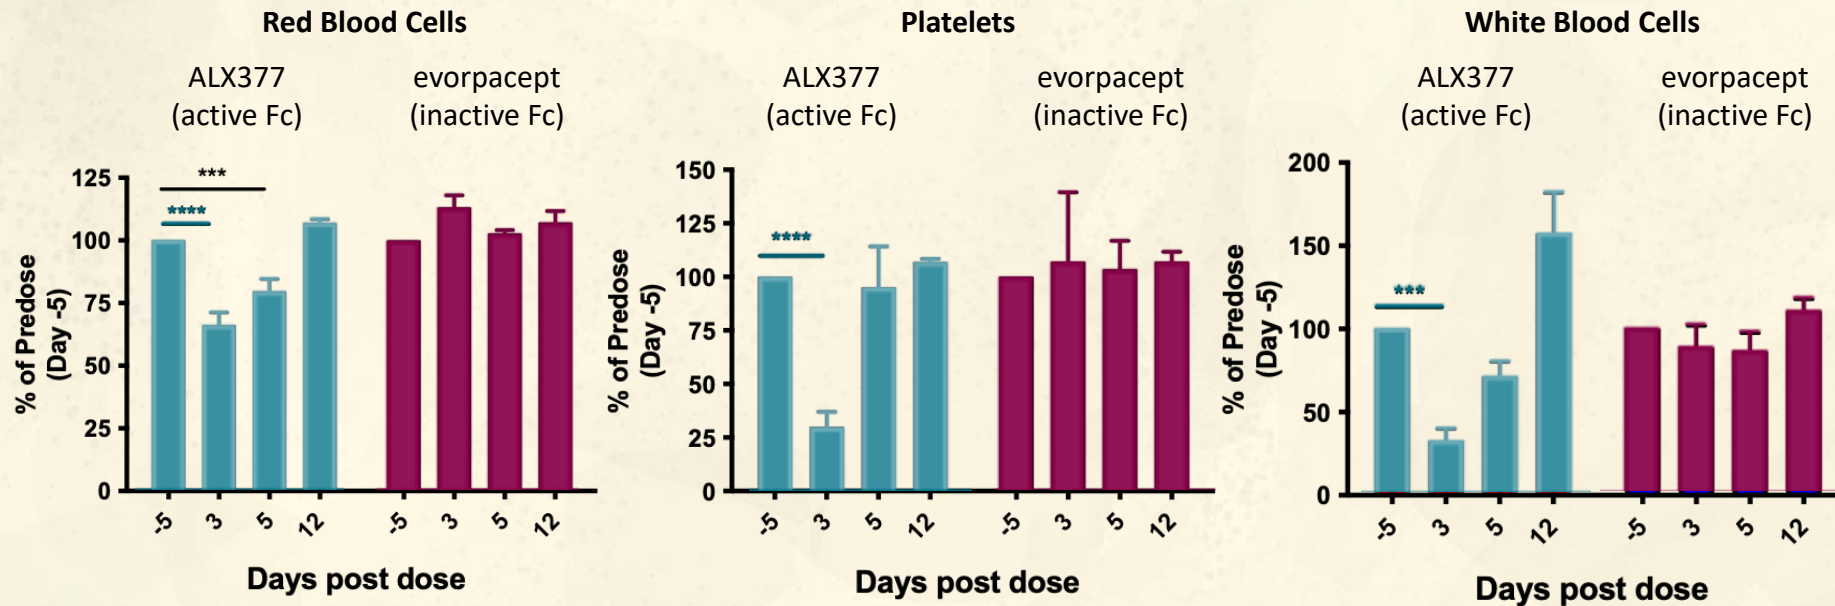 Red Blood Cells
ALX377
(active Fc)
evorpacept
(inactive Fc)
% of Predose
(Day -5)
125
100
75
50
25
0
***
****
-5 3 5 12 -5 3 5 12
Days post dose
Platelets
ALX377
(active Fc)
evorpacept
(inactive Fc)
% of Predose
(Day -5)
150
125
100
75
50
25
0
****
-5 3 5 12 -5 3 5 12
Days post dose
White Blood Cells
ALX377
(active Fc)
evorpacept
(inactive Fc)
% of Predose
(Day -5)
200
150
100
50
0
***
-5 3 5 12 -5 3 5 12
Days post dose